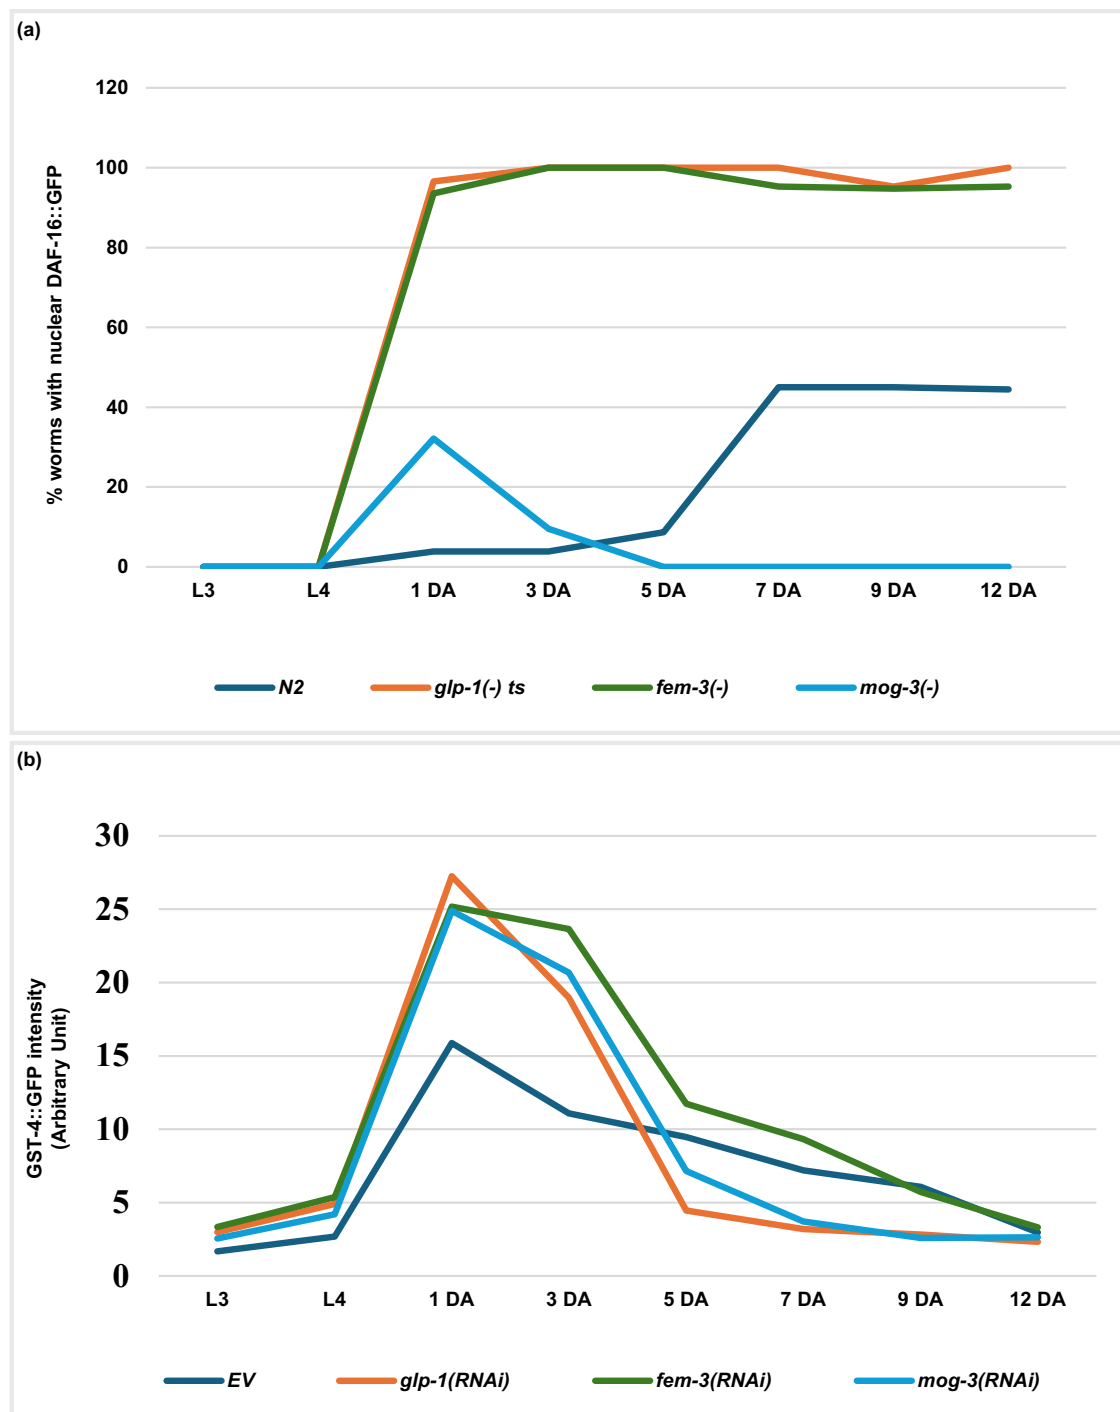 (a)
% worms with nuclear DAF-16::GFP
120
100
80
60
40
20
0
L3 L4 1 DA 3 DA 5 DA 7 DA 9 DA 12 DA
N2 glp-1(-) ts fem-3(-) mog-3(-)
(b)
GST-4::GFP intensity
(Arbitrary Unit)
30
25
20
15
10
5
0
L3 L4 1 DA 3 DA 5 DA 7 DA 9 DA 12 DA
EV glp-1(RNAi) fem-3(RNAi) mog-3(RNAi)